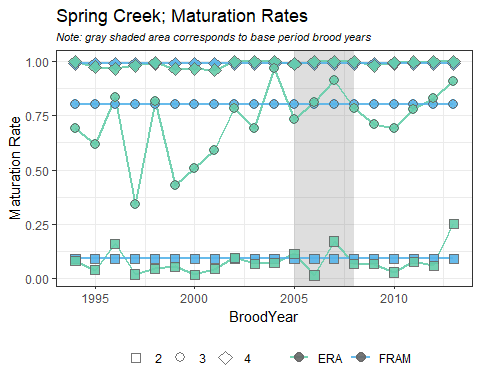 Spring Creek; Maturation Rates
Note: gray shaded area corresponds to base period brood years
1.00
0.75
0.50
0.25
0.00
Maturation Rate
1995 2000 2005 2010
BroodYear
2 3 4 ERA FRAM